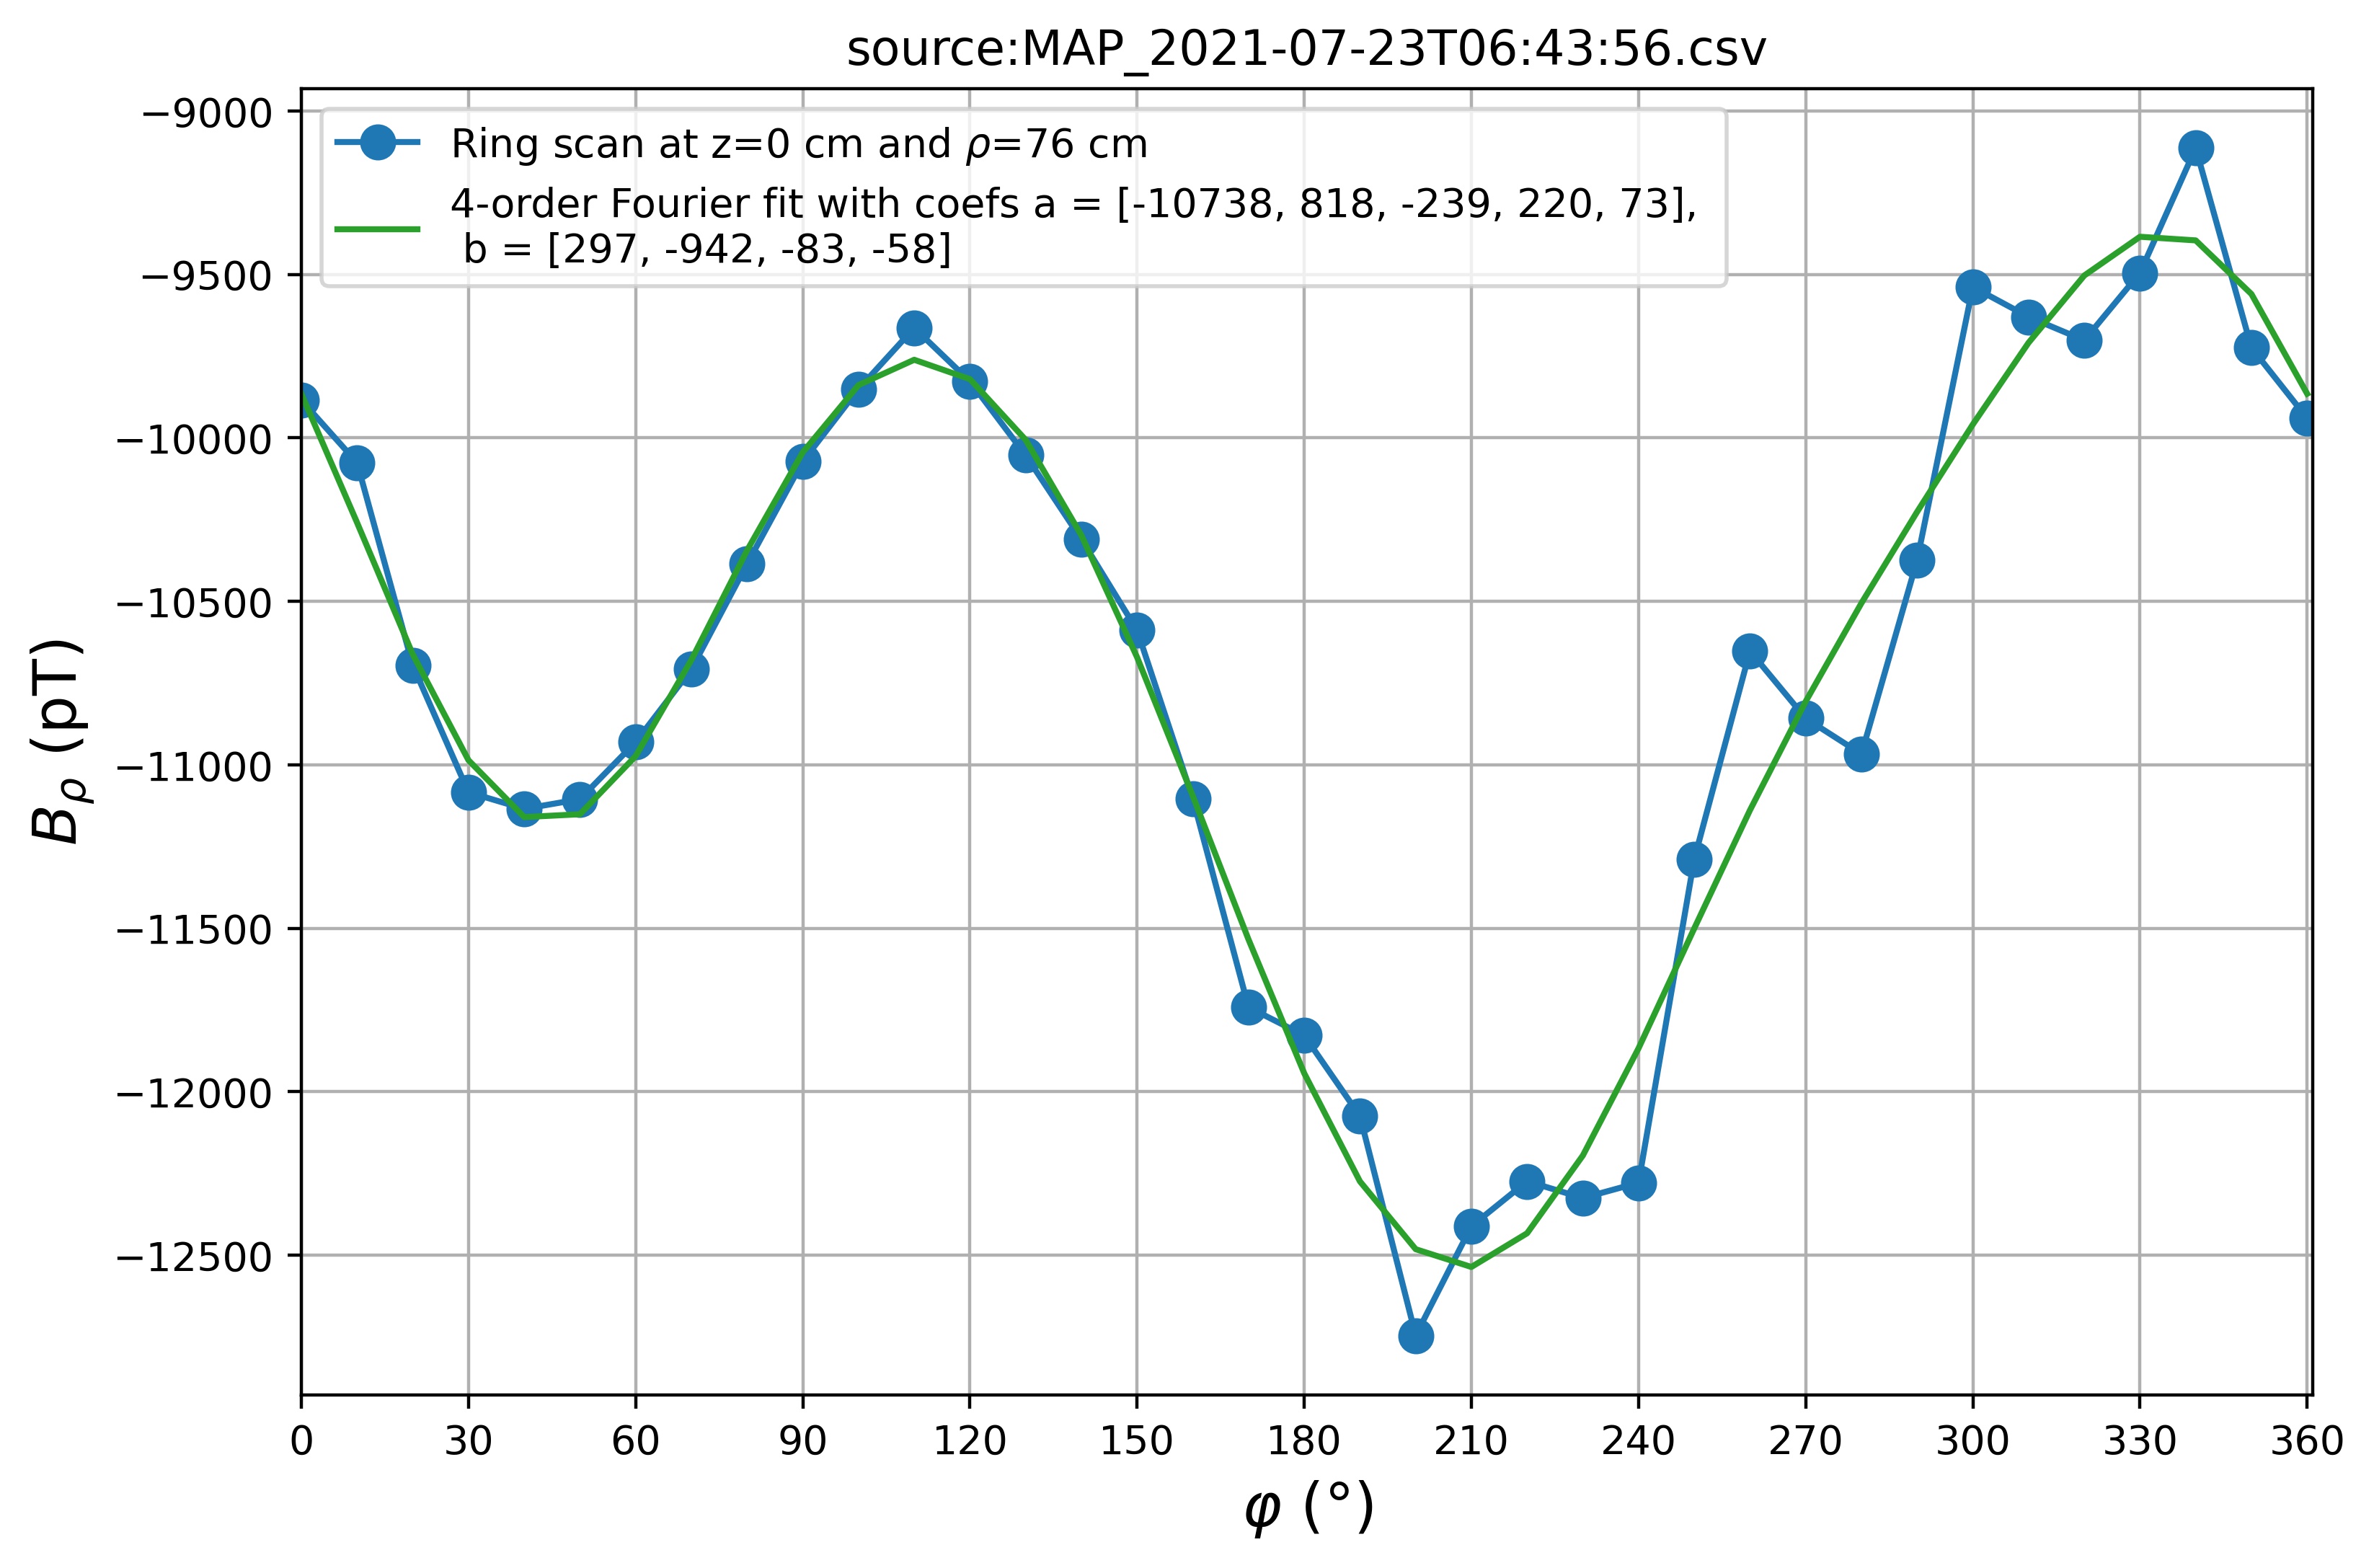 source:MAP_2021-07-23T06:43:56.csv
−9000
−9500
−10000
−10500
−11000
−11500
−12000
−12500
Bρ (pT)
Ring scan at z=0 cm and ρ=76 cm
4-order Fourier fit with coefs a = [-10738, 818, -239, 220, 73],
b = [297, -942, -83, -58]
0 30 60 90 120 150 180 210 240 270 300 330 360
φ (°)